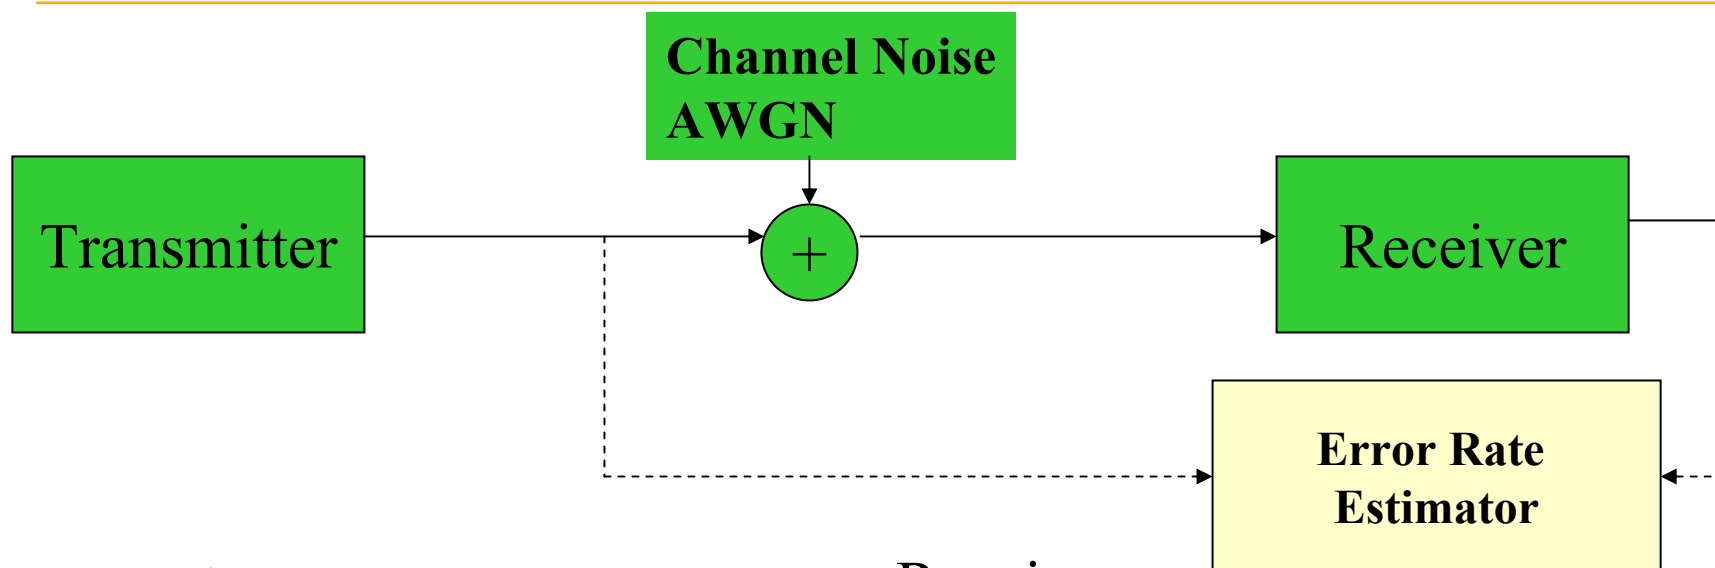 Channel Noise
AWGN
Transmitter
+
Receiver
Error Rate
Estimator